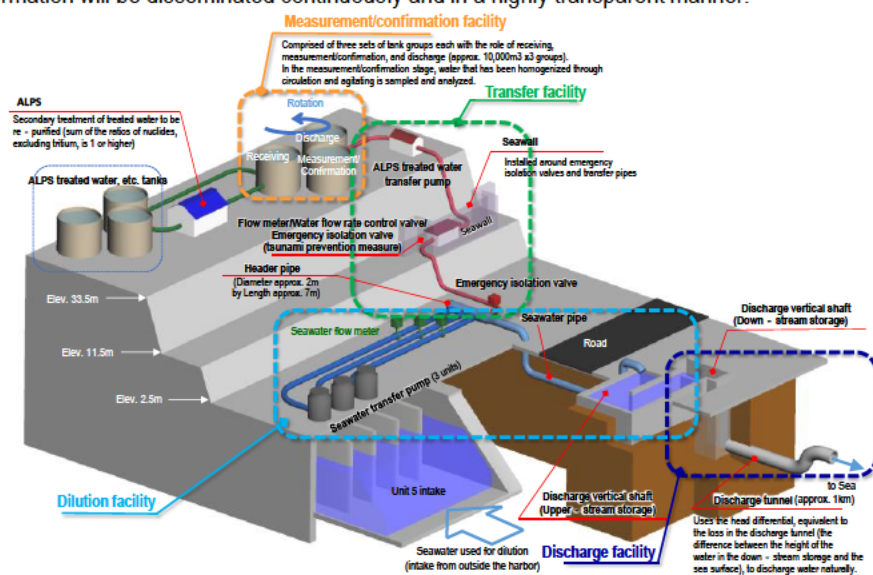 rmation will be disseminated continuously and in a highly transparent manner.
Measurement/confirmation facility
Comprised of three sets of tank groups each with the role of receiving,
measurement/confirmation, and discharge (approx. 10,000m3 x3 groups).
In the measurement/confirmation stage, water that has been homogenized through
circulation and agitating is sampled and analyzed.
Transfer facility
ALPS
Secondary treatment of treated water to be
re - purified (sum of the ratios of nuclides,
excluding tritium, is 1 or higher)
Rotation
Discharge
Receiving
Measurement/
Confirmation
Seawall
Installed around emergency
isolation valves and transfer pipes
ALPS treated water, etc. tanks
ALPS treated water
transfer pump
Flow meter/Water flow rate control valve/
Emergency isolation valve
(tsunami prevention measure)
Seawall
Header pipe
(Diameter approx. 2m
by Length approx. 7m)
Emergency isolation valve
Elev. 33.5m
Seawater flow meter
Seawater pipe
Road
Discharge vertical shaft
(Down - stream storage)
Elev. 11.5m
Elev. 2.5m
Seawater transfer pump (3 units)
Unit 5 intake
Dilution facility
Discharge vertical shaft
(Upper - stream storage)
to Sea
Discharge tunnel (approx. 1km)
Seawater used for dilution
(intake from outside the harbor)
Discharge facility
Uses the head differential, equivalent to
the loss in the discharge tunnel (the
difference between the height of the
water in the down - stream storage and the
sea surface), to discharge water naturally.